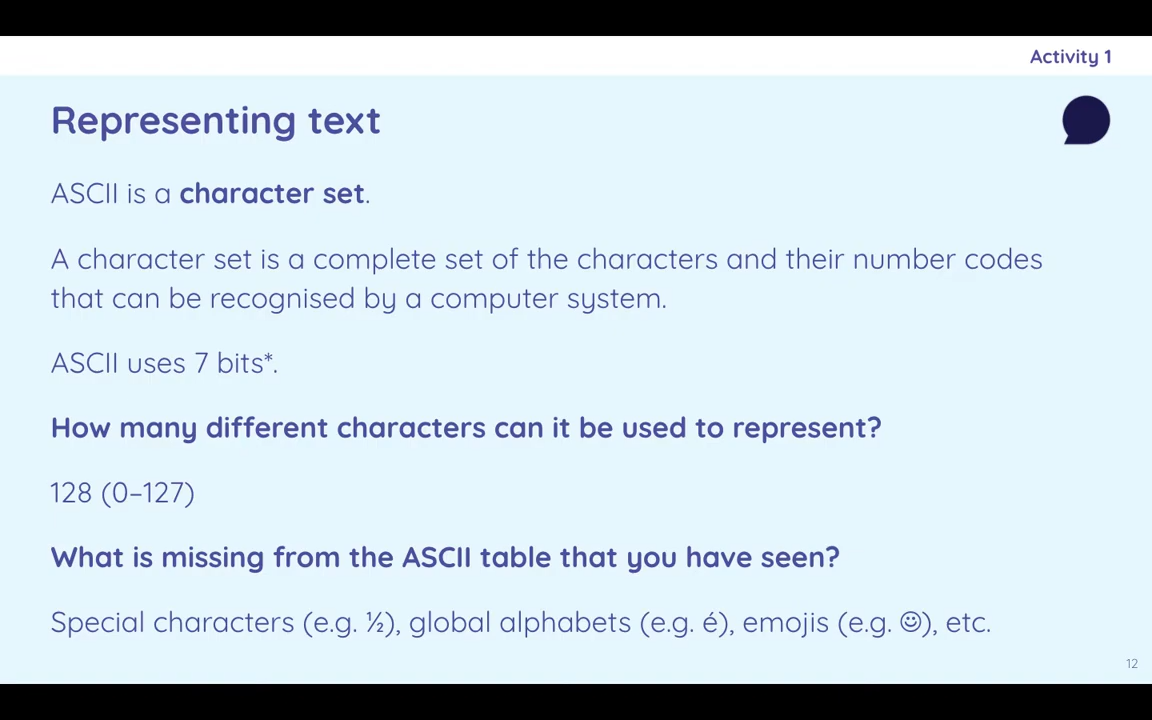 Activity 1
Representing text
ASCII is a character set.
A character set is a complete set of the characters and their number codes
that can be recognised by a computer system.
ASCII uses 7 bits*.
How many different characters can it be used to represent?
128 (0–127)
What is missing from the ASCII table that you have seen?
Special characters (e.g. ½), global alphabets (e.g. é), emojis (e.g. ☺), etc.
12